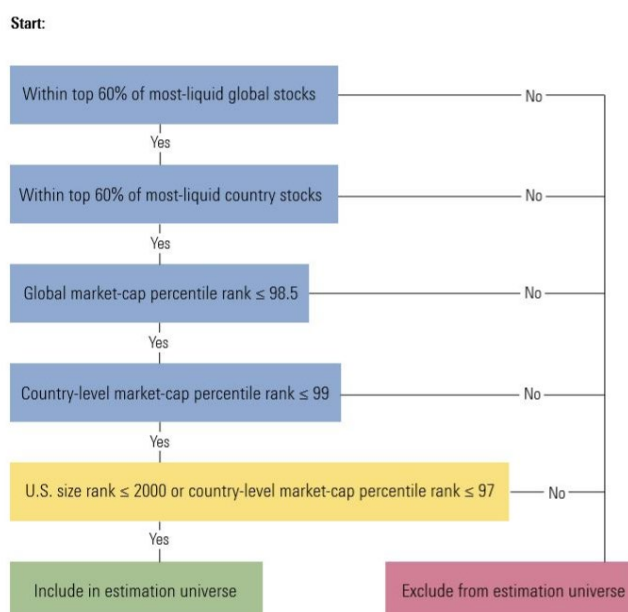 Start:
Within top 60% of most-liquid global stocks
No
Yes
Within top 60% of most-liquid country stocks
No
Yes
Global market-cap percentile rank ≤ 98.5
No
Yes
Country-level market-cap percentile rank ≤ 99
No
Yes
U.S. size rank ≤ 2000 or country-level market-cap percentile rank ≤ 97
No
Yes
Include in estimation universe
Exclude from estimation universe